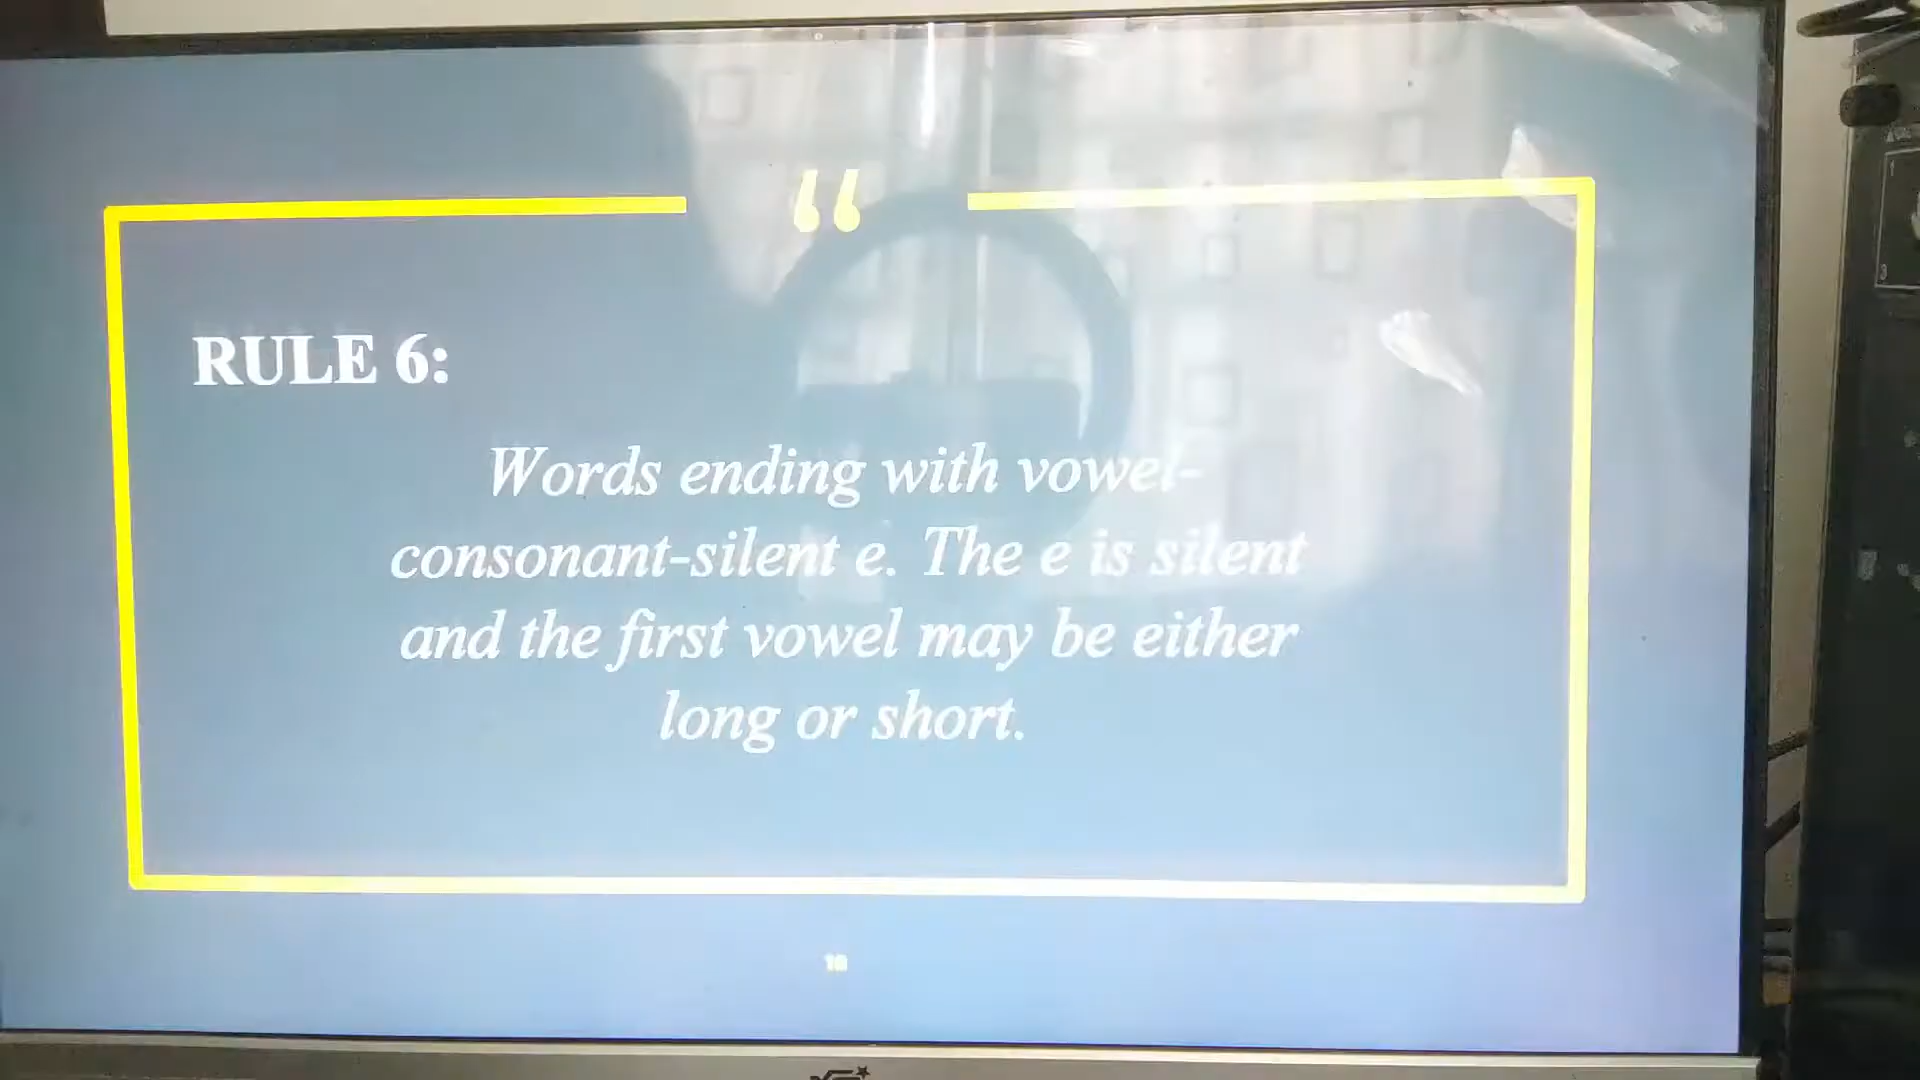 “
RULE 6:
Words ending with vowel-
consonant-silent e. The e is silent
and the first vowel may be either
long or short.